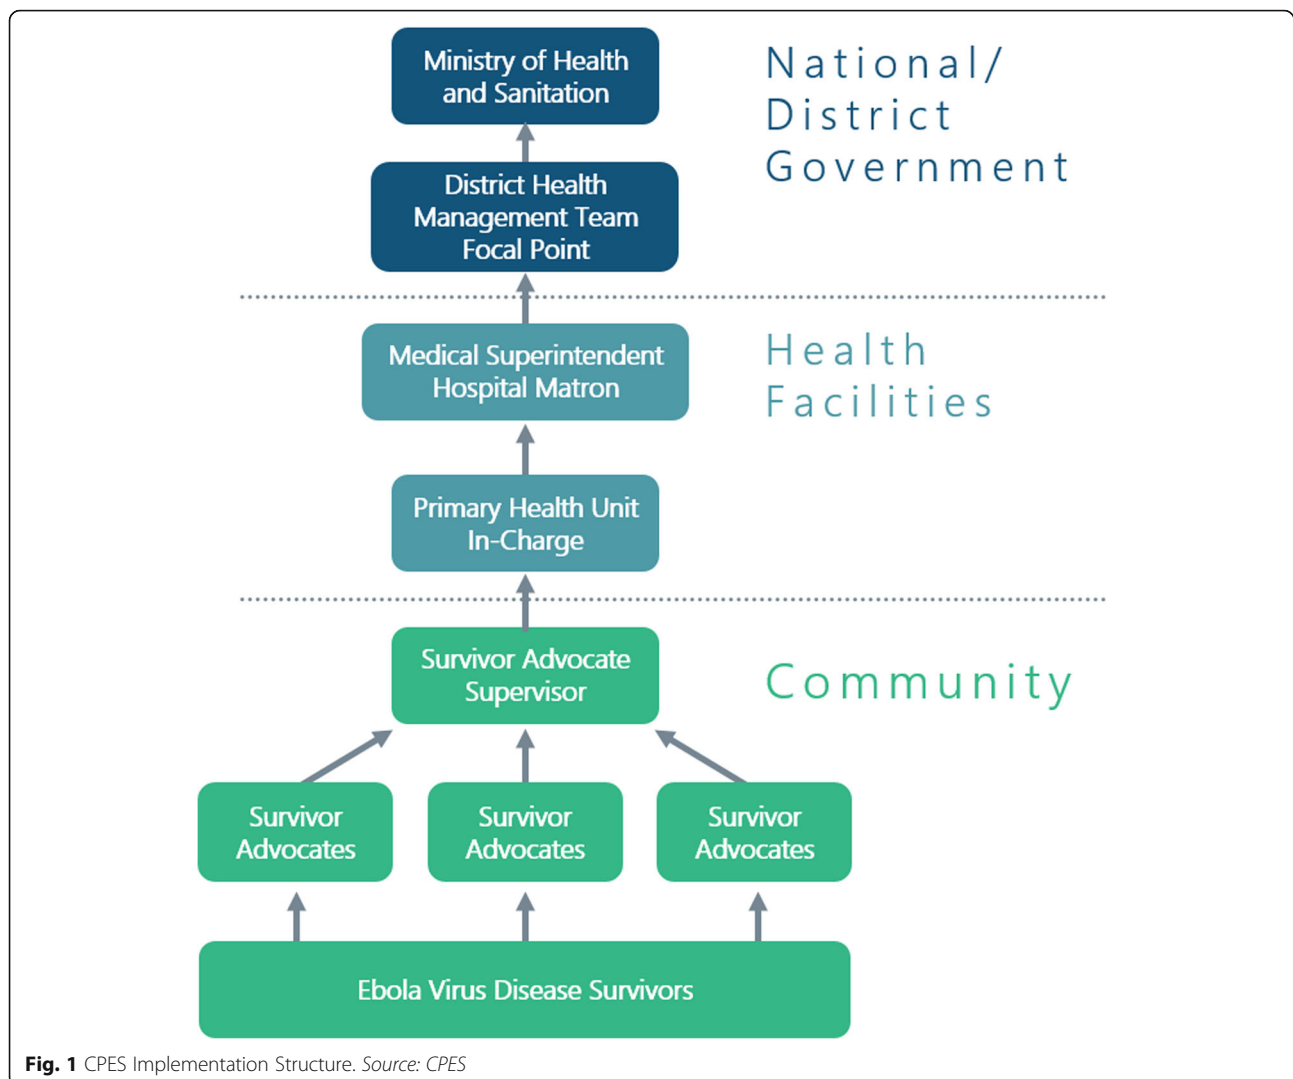 Ministry of Health
and Sanitation
National/
District
Government
District Health
Management Team
Focal Point
Medical Superintendent
Hospital Matron
Health
Facilities
Primary Health Unit
In-Charge
Survivor Advocate
Supervisor
Community
Survivor
Advocates
Survivor
Advocates
Survivor
Advocates
Ebola Virus Disease Survivors
Fig. 1 CPES Implementation Structure. Source: CPES